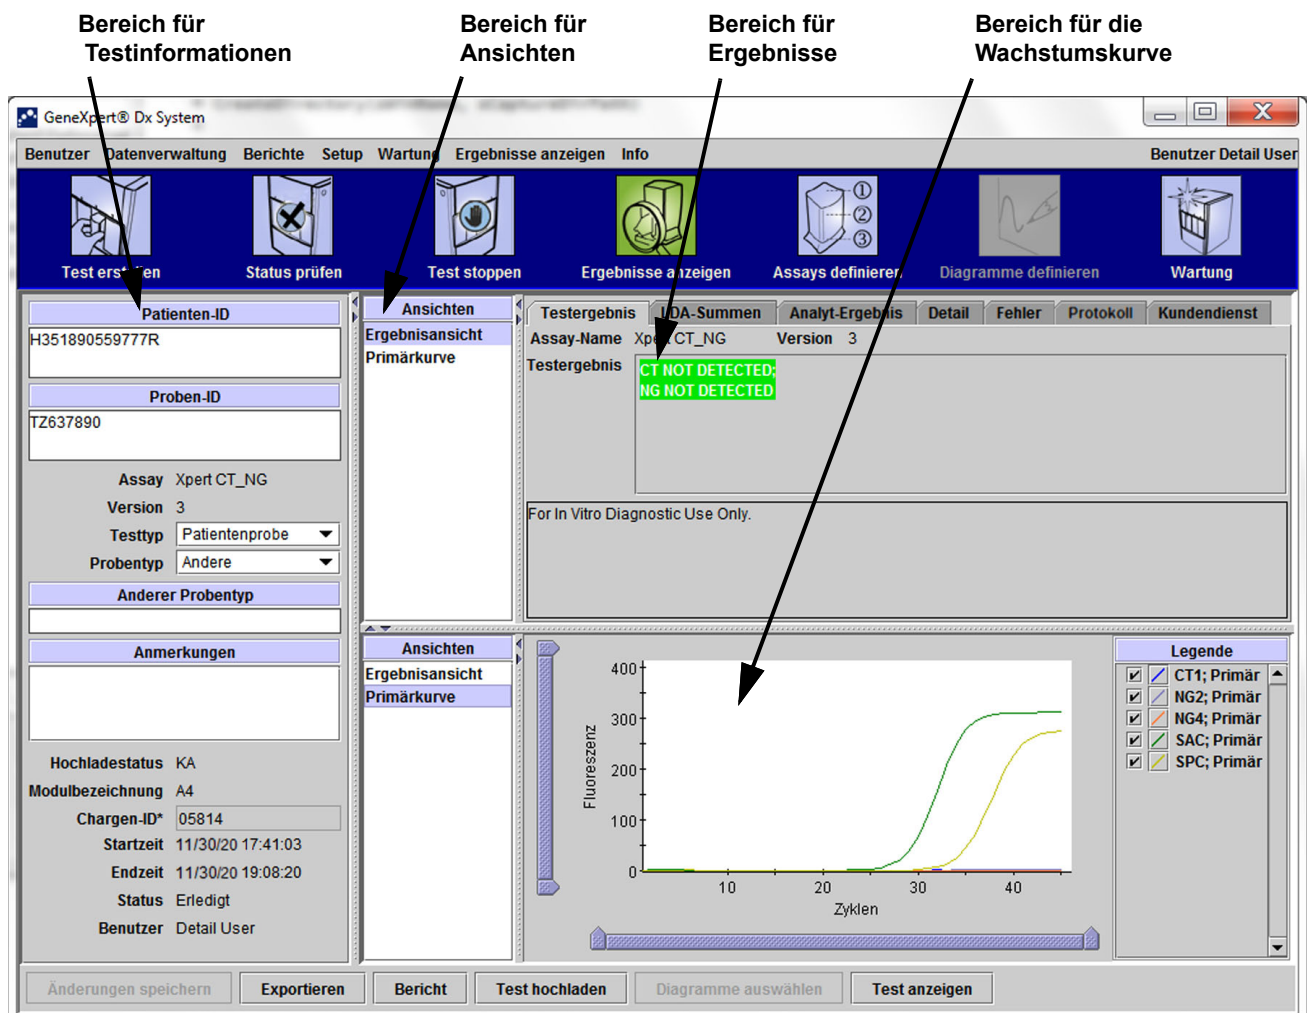 Bereich für
Testinformationen
Bereich für
Ansichten
Bereich für
Ergebnisse
Bereich für die
Wachstumskurve
GeneXpert® Dx System
Benutzer Datenverwaltung Berichte Setup Wartung Ergebnisse anzeigen Info Benutzer Detail User
Test erstellen Status prüfen Test stoppen Ergebnisse anzeigen Assays definieren Diagramme definieren Wartung
Patienten-ID
H351890559777R
Proben-ID
TZ637890
Assay Xpert CT_NG
Version 3
Testtyp Patientenprobe
Probentyp Andere
Anderer Probentyp
Anmerkungen
Hochladestatus KA
Modulbezeichnung A4
Chargen-ID* 05814
Startzeit 11/30/20 17:41:03
Endzeit 11/30/20 19:08:20
Status Erledigt
Benutzer Detail User
Ansichten
Ergebnisansicht
Primärkurve
Testergebnis LDA-Summen Analyt-Ergebnis Detail Fehler Protokoll Kundendienst
Assay-Name Xpert CT_NG Version 3
Testergebnis
CT NOT DETECTED;
NG NOT DETECTED
For In Vitro Diagnostic Use Only.
Ansichten
Ergebnisansicht
Primärkurve
Fluoreszenz
400
300
200
100
0
10 20 30 40
Zyklen
Legende
CT1; Primär
NG2; Primär
NG4; Primär
SAC; Primär
SPC; Primär
Änderungen speichern Exportieren Bericht Test hochladen Diagramme auswählen Test anzeigen